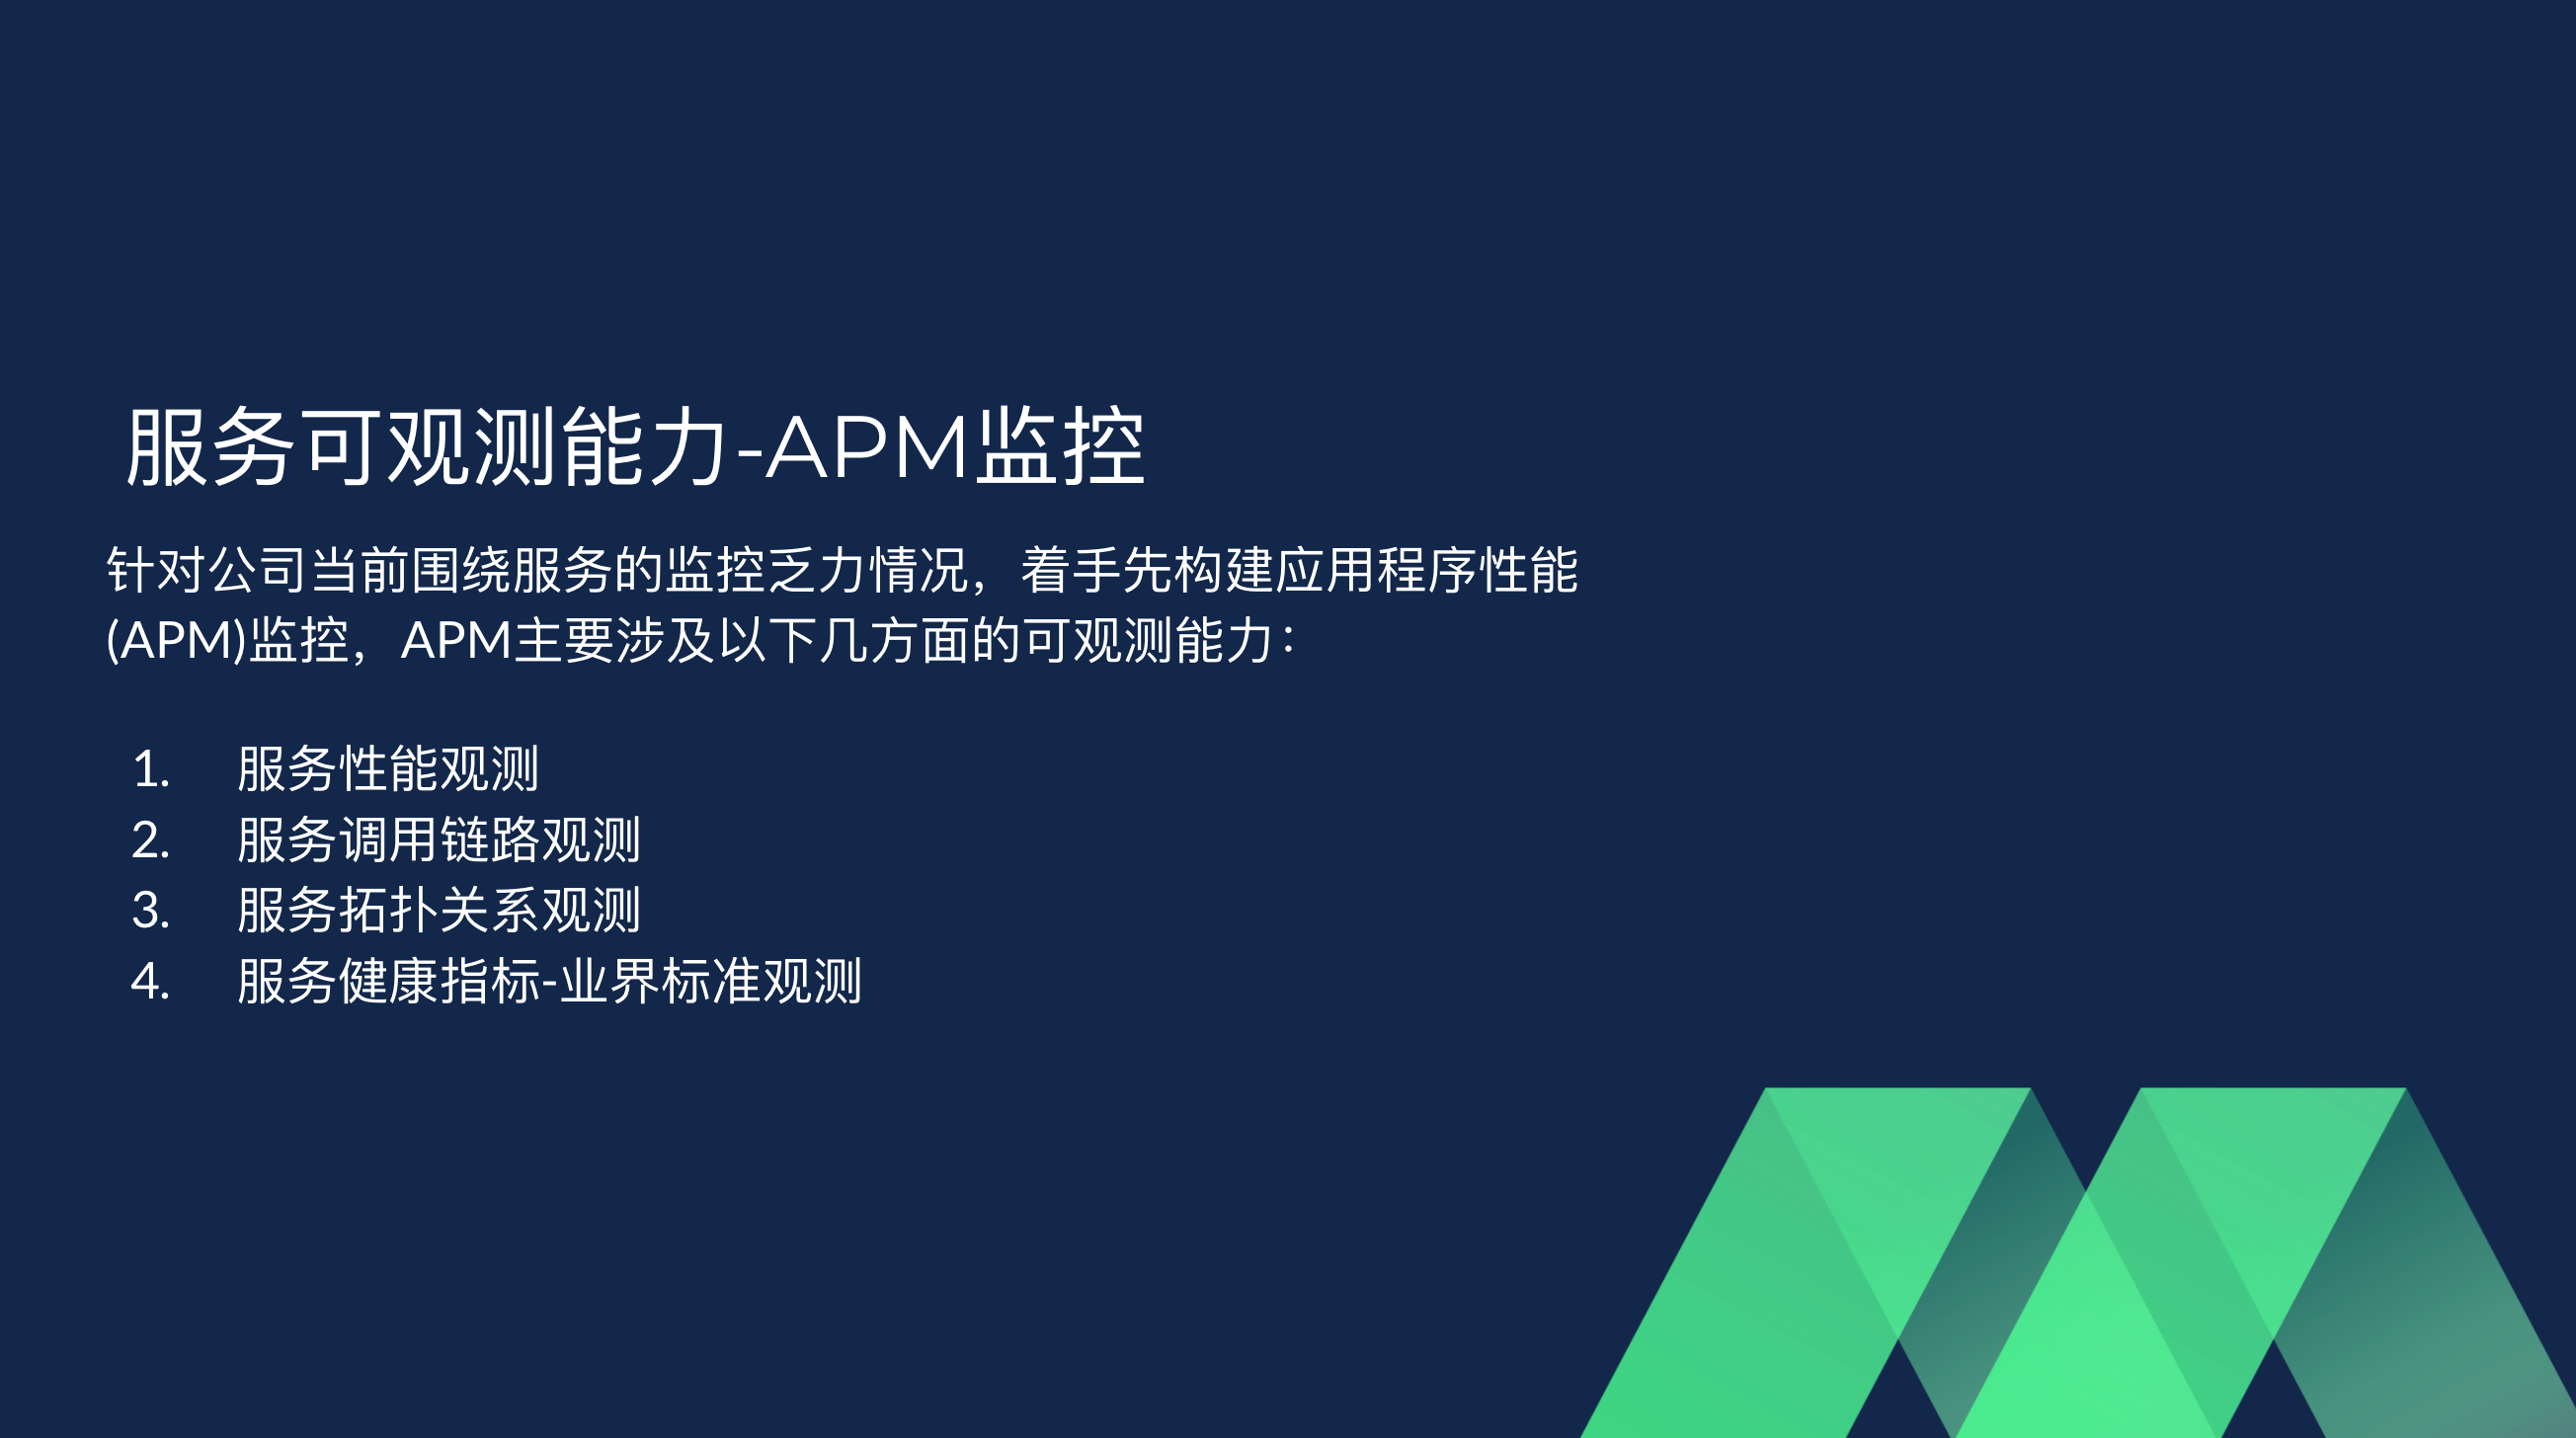 服务可观测能力-APM监控
针对公司当前围绕服务的监控乏力情况，着手先构建应用程序性能
(APM)监控，APM主要涉及以下几方面的可观测能力：
1. 服务性能观测
2. 服务调用链路观测
3. 服务拓扑关系观测
4. 服务健康指标-业界标准观测